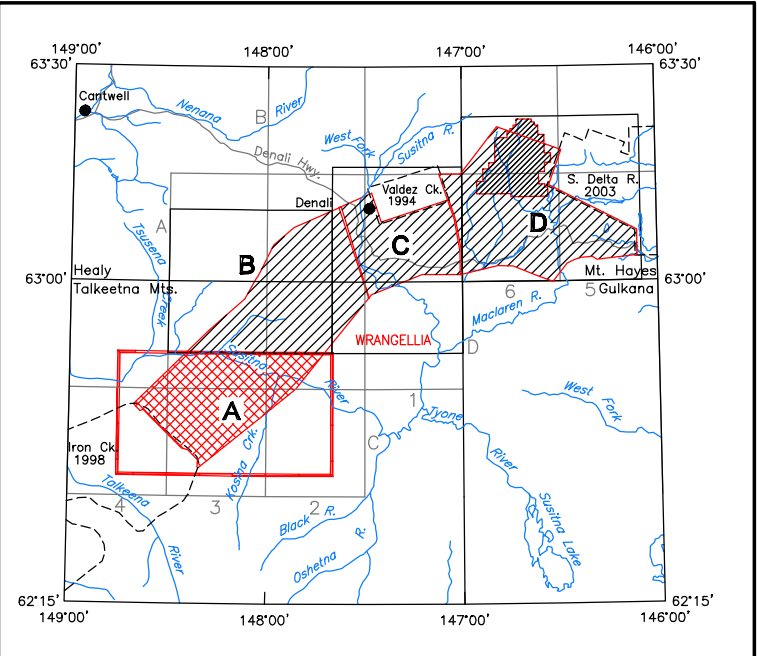 149°00' 148°00' 147°00' 146°00'
63°30' 63°30'
Cantwell
Nenana River
B
West Fork
Susitna R.
Denali Hwy.
Valdez Ck.
1994
S. Delta R.
2003
Denali
A
D
B
C
Tsusena Creek
Healy
Talkeetna Mts.
63°00' 63°00'
Mt. Hayes
Gulkana
6 5
Maclaren R.
WRANGELLIA
D
Susitna River
A
1
Tyone River
West Fork
C
Iron Ck.
1998
Kosina Crk.
Talkeena River
4 3 2
Black R.
Oshetna R.
Susitna Lake
62°15' 62°15'
149°00' 148°00' 147°00' 146°00'